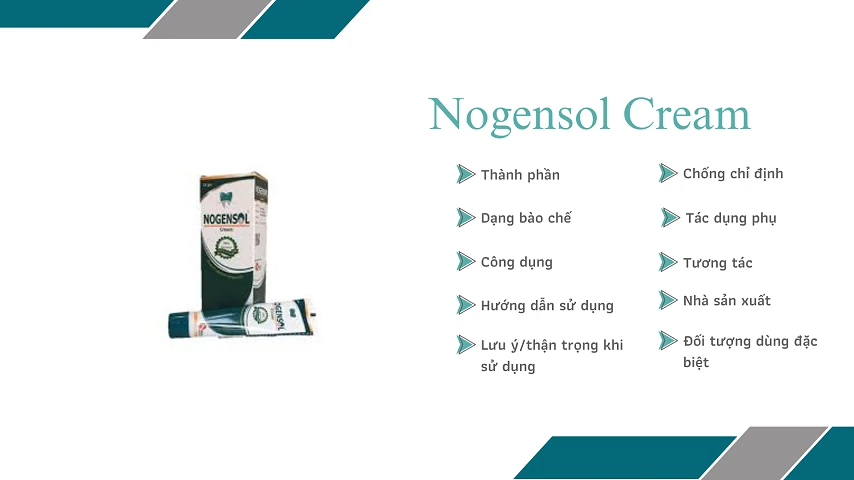 Nogensol Cream
Thành phần
Dạng bào chế
Công dụng
Hướng dẫn sử dụng
Lưu ý/thận trọng khi
sử dụng
Chống chỉ định
Tác dụng phụ
Tương tác
Nhà sản xuất
Đối tượng dùng đặc
biệt
NOGENSOL
Cream
NOGENSOL